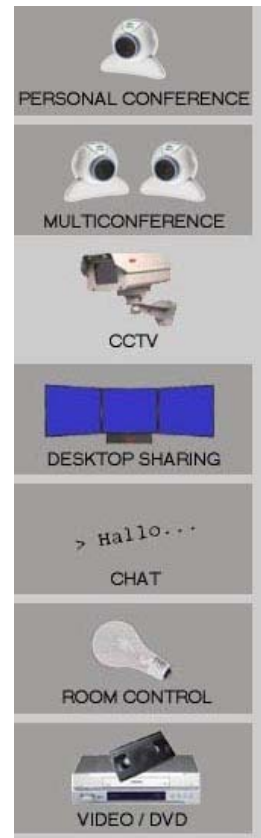 PERSONAL CONFERENCE
MULTICONFERENCE
CCTV
DESKTOP SHARING
> Hallo...
CHAT
ROOM CONTROL
VIDEO / DVD